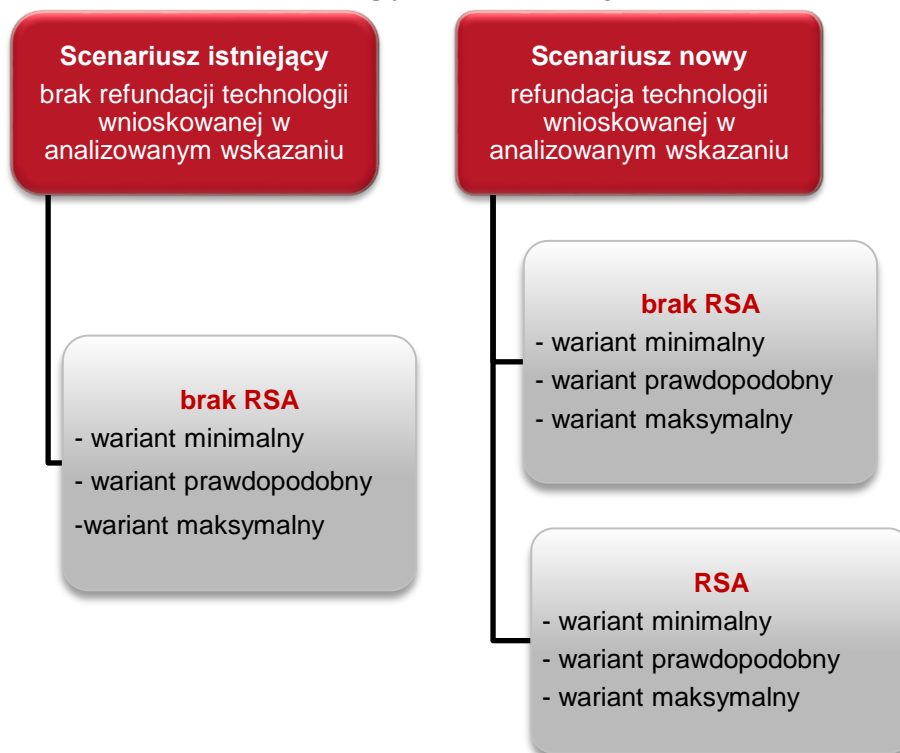 Scenariusz istniejący
brak refundacji technologii
wnioskowanej w
analizowanym wskazaniu
Scenariusz nowy
refundacja technologii
wnioskowanej w
analizowanym wskazaniu
brak RSA
- wariant minimalny
- wariant prawdopodobny
-wariant maksymalny
brak RSA
- wariant minimalny
- wariant prawdopodobny
- wariant maksymalny
RSA
- wariant minimalny
- wariant prawdopodobny
- wariant maksymalny